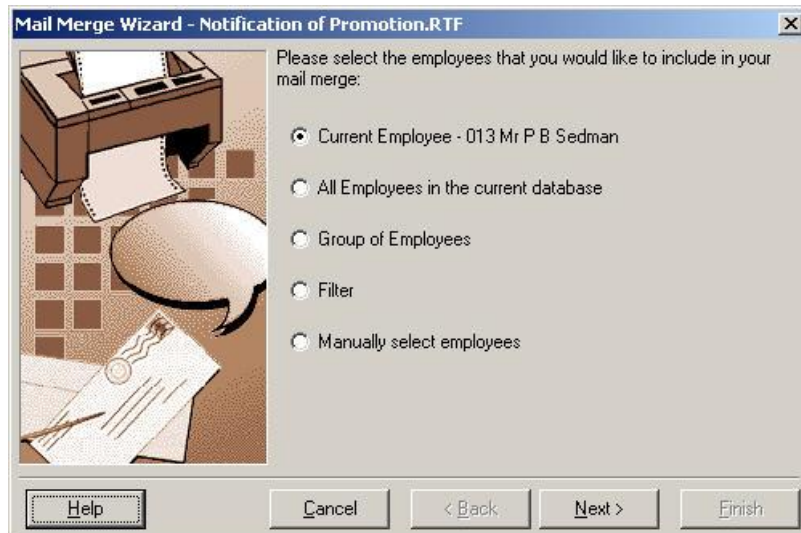 Mail Merge Wizard - Notification of Promotion.RTF
Please select the employees that you would like to include in your
mail merge:
Current Employee - 013 Mr P B Sedman
All Employees in the current database
Group of Employees
Filter
Manually select employees
Help
Cancel
< Back
Next >
Finish